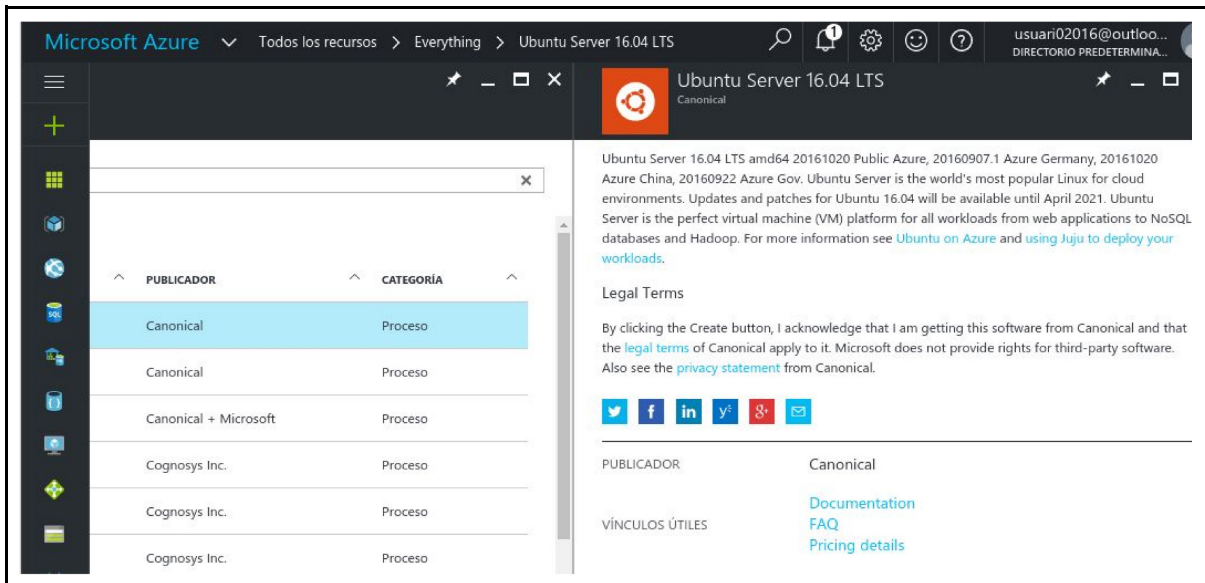 Microsoft Azure Todos los recursos > Everything > Ubuntu Server 16.04 LTS
1
usuari02016@outloo...
DIRECTORIO PREDETERMINA...
Ubuntu Server 16.04 LTS
Canonical
PUBLICADOR CATEGORÍA
Canonical Proceso
Canonical Proceso
Canonical + Microsoft Proceso
Cognosys Inc. Proceso
Cognosys Inc. Proceso
Cognosys Inc. Proceso
SQL
Ubuntu Server 16.04 LTS amd64 20161020 Public Azure, 20160907.1 Azure Germany, 20161020
Azure China, 20160922 Azure Gov. Ubuntu Server is the world's most popular Linux for cloud
environments. Updates and patches for Ubuntu 16.04 will be available until April 2021. Ubuntu
Server is the perfect virtual machine (VM) platform for all workloads from web applications to NoSQL
databases and Hadoop. For more information see Ubuntu on Azure and using Juju to deploy your
workloads.
Legal Terms
By clicking the Create button, I acknowledge that I am getting this software from Canonical and that
the legal terms of Canonical apply to it. Microsoft does not provide rights for third-party software.
Also see the privacy statement from Canonical.
PUBLICADOR Canonical
VÍNCULOS ÚTILES
Documentation
FAQ
Pricing details